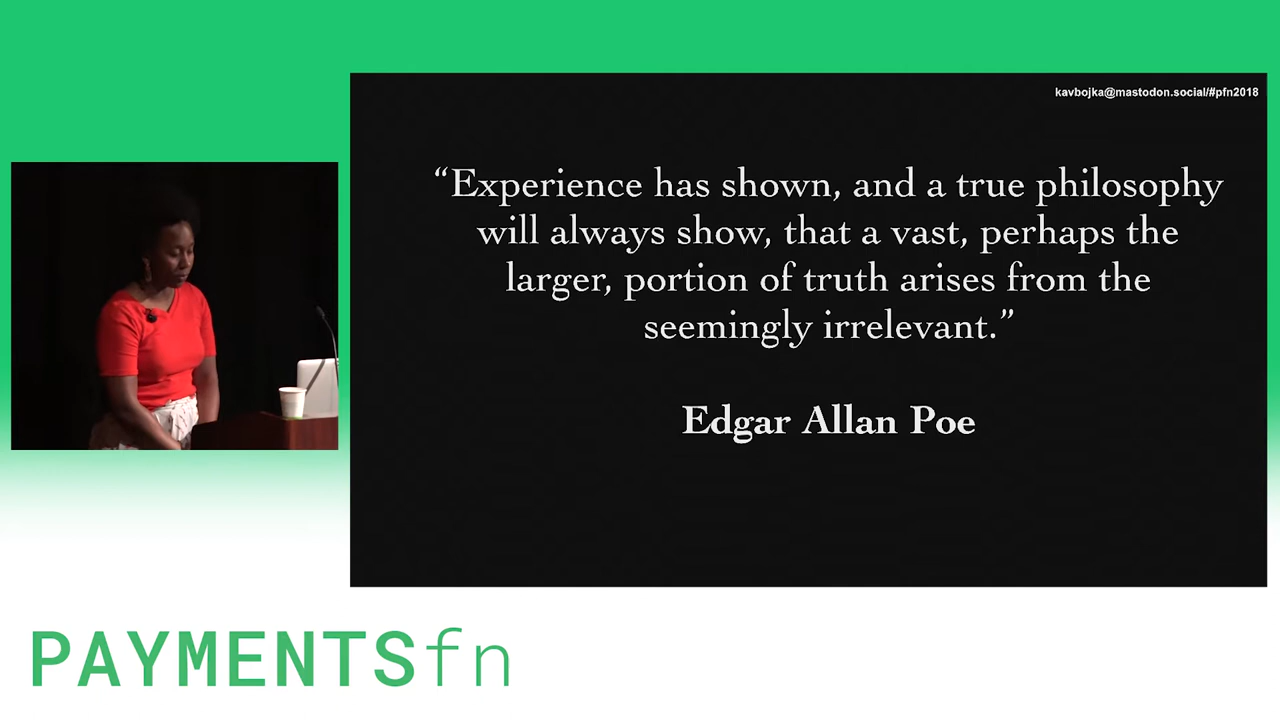 kavbojka@mastodon.social/#pfn2018
“Experience has shown, and a true philosophy
will always show, that a vast, perhaps the
larger, portion of truth arises from the
seemingly irrelevant.”
Edgar Allan Poe
PAYMENTSfn